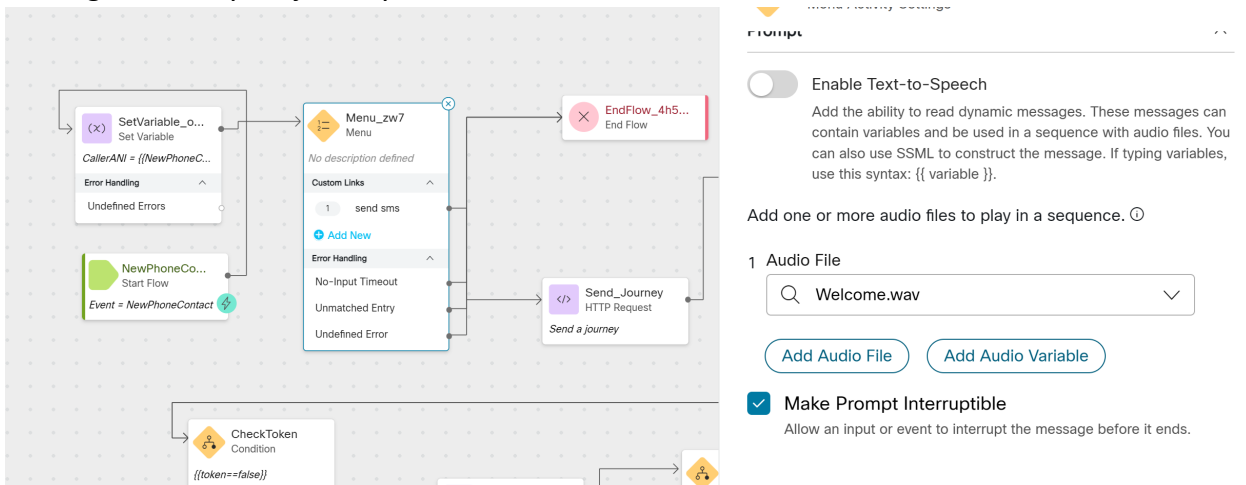 SetVariable_o...
Set Variable
CallerANI = {{NewPhoneC...
Error Handling
Undefined Errors
NewPhoneCo...
Start Flow
Event = NewPhoneContact
1=
2=
Menu_zw7
Menu
No description defined
Custom Links
1 send sms
Add New
Error Handling
No-Input Timeout
Unmatched Entry
Undefined Error
EndFlow_4h5...
End Flow
</> Send_Journey
HTTP Request
Send a journey
CheckToken
Condition
{{token==false}}
Menu Activity Settings
Prompt
Enable Text-to-Speech
Add the ability to read dynamic messages. These messages can
contain variables and be used in a sequence with audio files. You
can also use SSML to construct the message. If typing variables,
use this syntax: {{ variable }}.
Add one or more audio files to play in a sequence.
1 Audio File
Welcome.wav
Add Audio File
Add Audio Variable
Make Prompt Interruptible
Allow an input or event to interrupt the message before it ends.